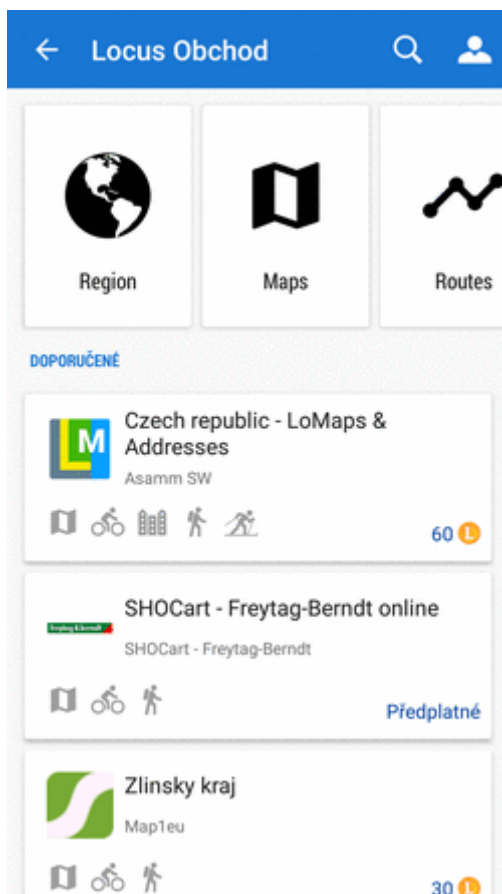 Locus Obchod
Region
Maps
Routes
DOPORUČENÉ
Czech republic - LoMaps &
Addresses
LM
Asamm SW
60 L
SHOCart - Freytag-Berndt online
SHOCart - Freytag-Berndt
Předplatné
Zlinsky kraj
Map1eu
30 L